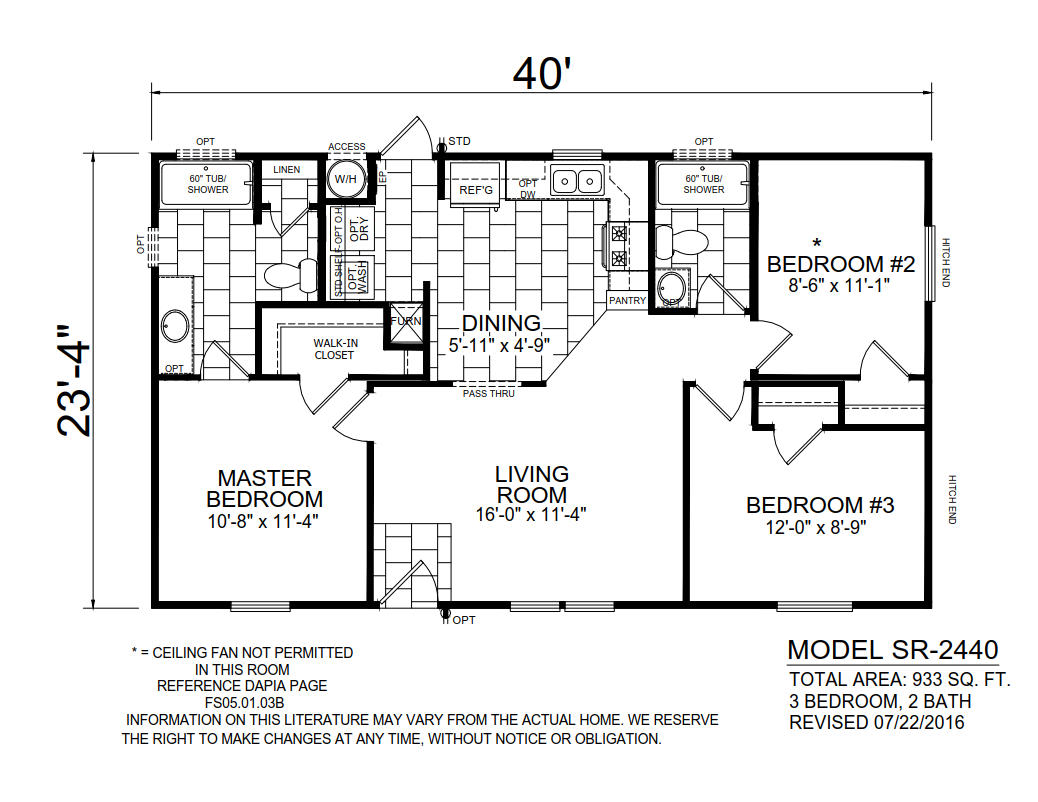 40'
OPT
ACCESS
STD
OPT
LINEN
W/H
EP
REF'G
OPT
DW
60" TUB/
SHOWER
60" TUB/
SHOWER
OPT
STD SHELF-OPT O.H.
OPT.
DRY
OPT.
WASH
*
BEDROOM #2
8'-6" x 11'-1"
HITCH END
PANTRY
OPT
FURN
DINING
5'-11" x 4'-9"
WALK-IN
CLOSET
OPT
PASS THRU
23'-4"
MASTER
BEDROOM
10'-8" x 11'-4"
LIVING
ROOM
16'-0" x 11'-4"
BEDROOM #3
12'-0" x 8'-9"
HITCH END
OPT
* = CEILING FAN NOT PERMITTED
IN THIS ROOM
REFERENCE DAPIA PAGE
FS05.01.03B
INFORMATION ON THIS LITERATURE MAY VARY FROM THE ACTUAL HOME. WE RESERVE
THE RIGHT TO MAKE CHANGES AT ANY TIME, WITHOUT NOTICE OR OBLIGATION.
MODEL SR-2440
TOTAL AREA: 933 SQ. FT.
3 BEDROOM, 2 BATH
REVISED 07/22/2016